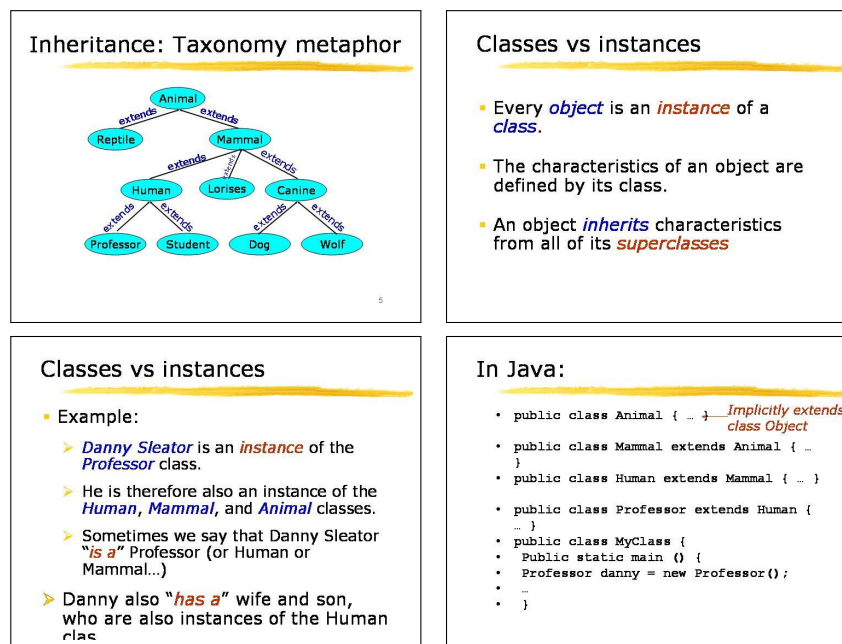 Inheritance: Taxonomy metaphor
Animal
extends
extends
Reptile
Mammal
extends
extends
extends
Human
Lorises
Canine
extends
extends
extends
extends
Professor
Student
Dog
Wolf
5
Classes vs instances
Every object is an instance of a
class.
The characteristics of an object are
defined by its class.
An object inherits characteristics
from all of its superclasses
Classes vs instances
Example:
Danny Sleator is an instance of the
Professor class.
He is therefore also an instance of the
Human, Mammal, and Animal classes.
Sometimes we say that Danny Sleator
“is a” Professor (or Human or
Mammal…)
Danny also “has a” wife and son,
who are also instances of the Human
clas
In Java:
• public class Animal { … }
Implicitly extends
class Object
• public class Mammal extends Animal { …
}
• public class Human extends Mammal { … }
• public class Professor extends Human {
… }
• public class MyClass {
• Public static main () {
• Professor danny = new Professor();
• …
• }